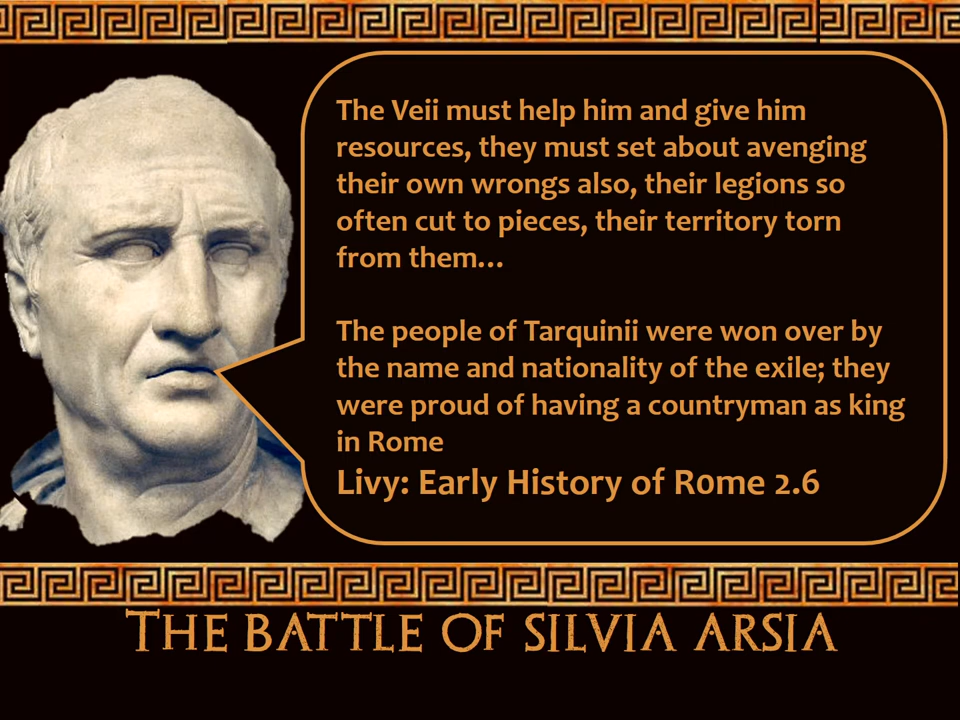 The Veii must help him and give him
resources, they must set about avenging
their own wrongs also, their legions so
often cut to pieces, their territory torn
from them…
The people of Tarquinii were won over by
the name and nationality of the exile; they
were proud of having a countryman as king
in Rome
Livy: Early History of R0me 2.6
The battle of Silvia Arsia